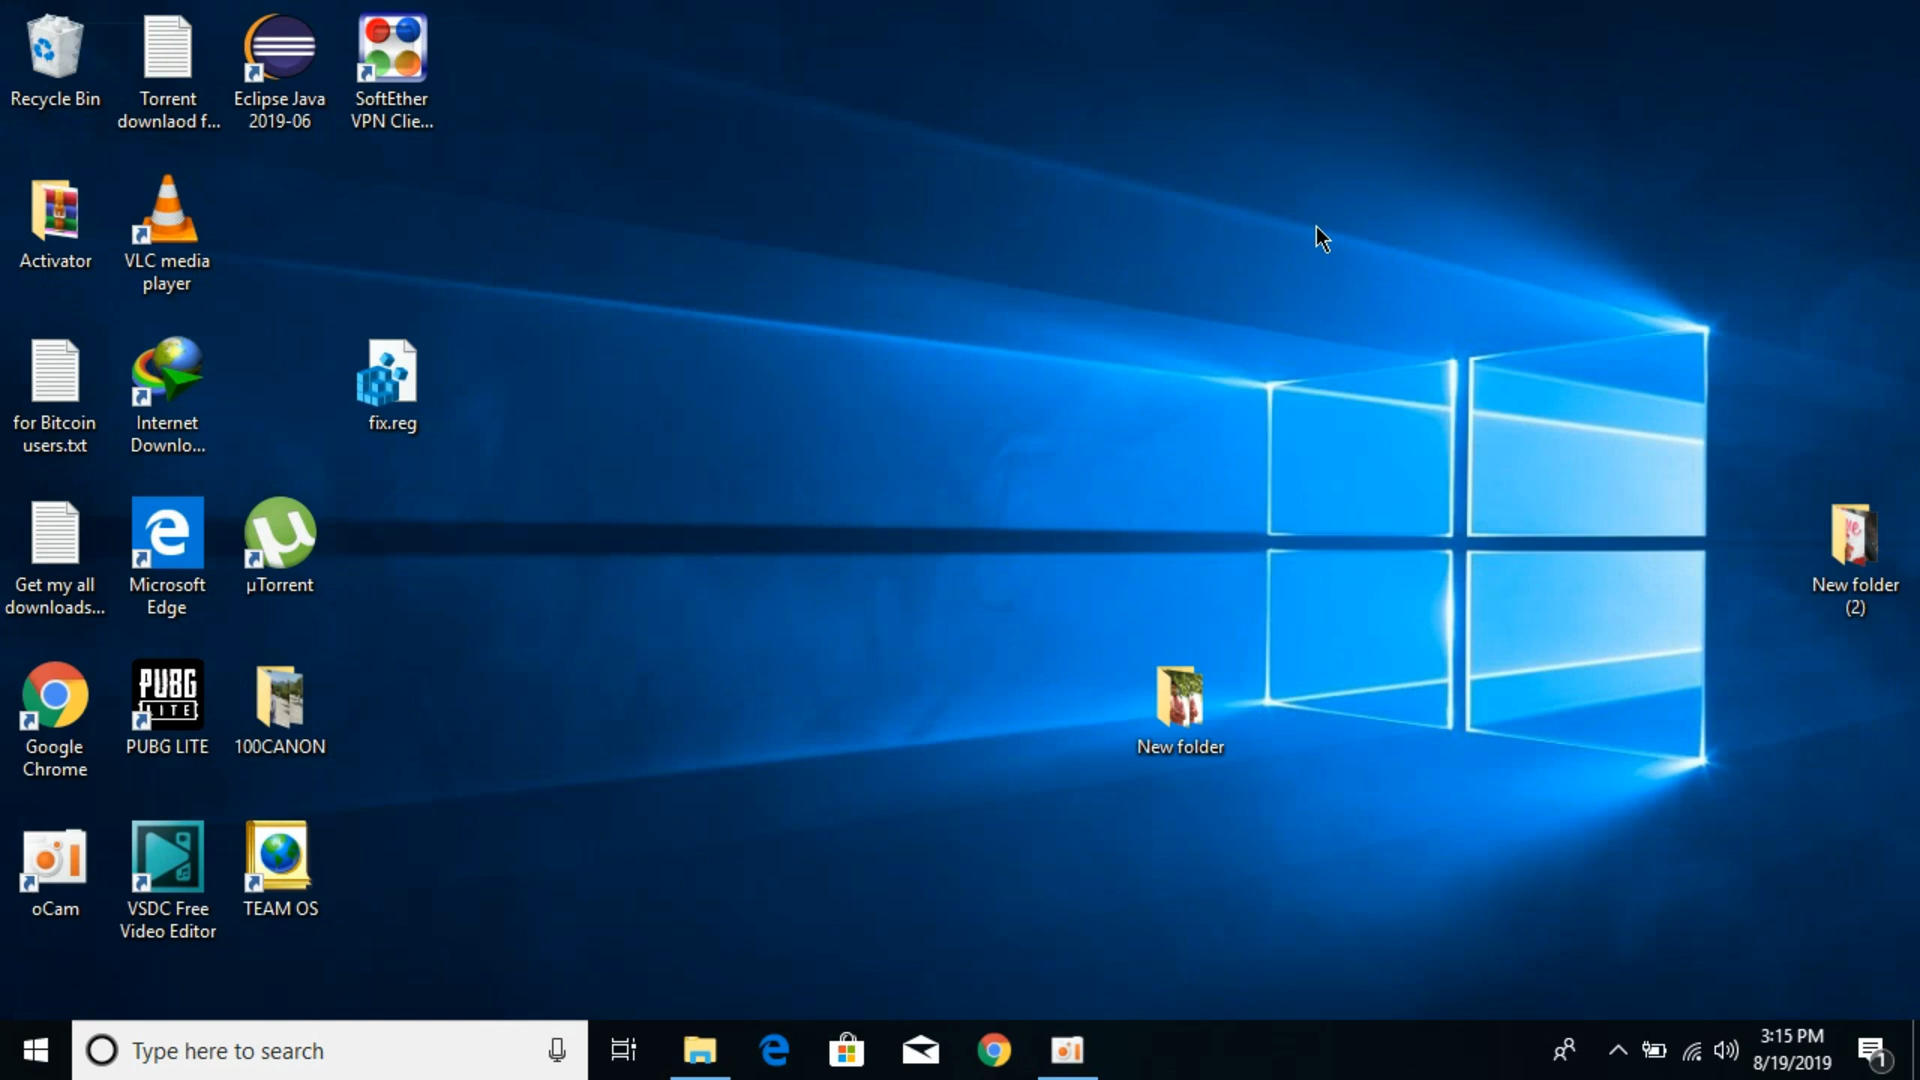 Recycle Bin
Torrent
downlaod f...
Eclipse Java
2019-06
SoftEther
VPN Clie...
Activator
VLC media
player
for Bitcoin
users.txt
Internet
Downlo...
fix.reg
Get my all
downloads...
Microsoft
Edge
µTorrent
New folder
(2)
Google
Chrome
PUBG
LITE
PUBG LITE
100CANON
New folder
oCam
VSDC Free
Video Editor
TEAM OS
Type here to search
3:15 PM
8/19/2019
1